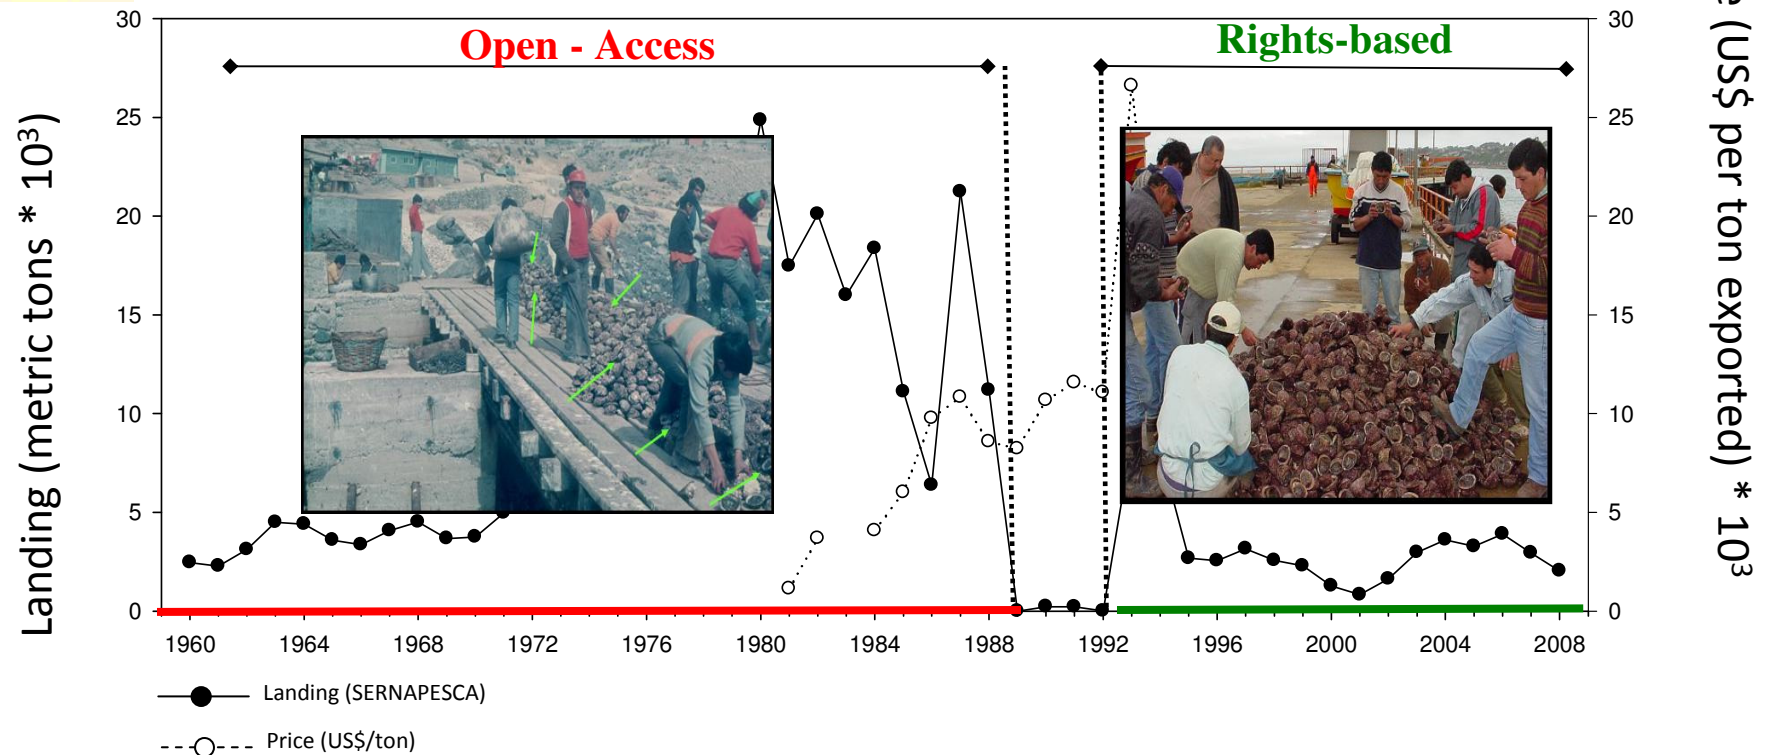 Open - Access
Rights-based
30
25
20
15
10
5
0
Landing (metric tons * 10³)
30
25
20
15
10
5
0
(US$ per ton exported) * 10³
1960 1964 1968 1972 1976 1980 1984 1988 1992 1996 2000 2004 2008
Landing (SERNAPESCA)
Price (US$/ton)